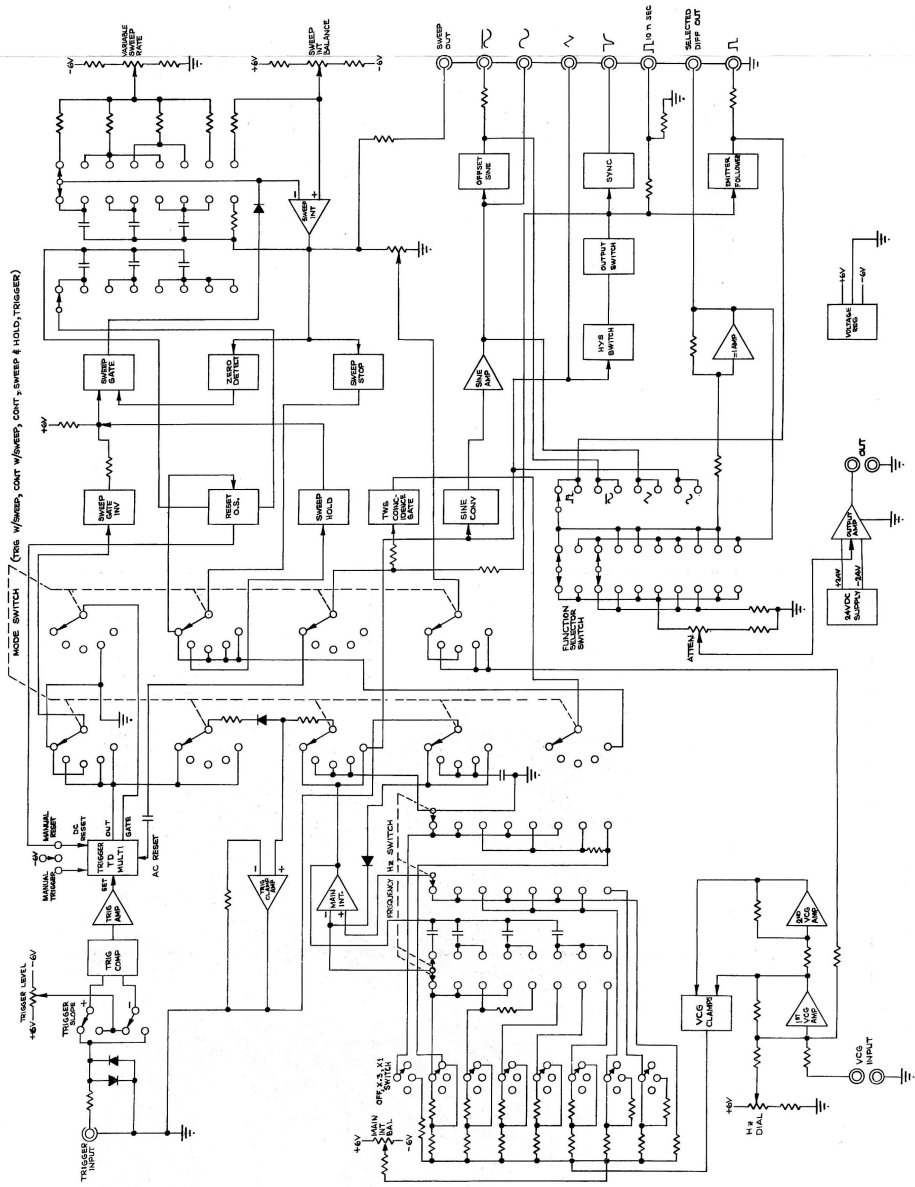 MODE SWITCH (TRIG W/SWEEP, CONT W/SWEEP, CONT, SWEEP & HOLD, TRIGGER)
-6V
VARIABLE
SWEEP
RATE
+6V
SWEEP
INT
BALANCE
-6V
SWEEP
OUT
10 n SEC
SELECTED
DIFF OUT
SWEEP
INT
-
+
OFFSET
SINE
SYNC
EMITTER
FOLLOWER
OUTPUT
SWITCH
HYS
SWITCH
SINE
AMP
=1 AMP
VOLTAGE
REG
+6V
-6V
SWEEP
GATE
ZERO
DETECT
SWEEP
STOP
+6V
SWEEP
GATE
INV
RESET
O.S.
SWEEP
HOLD
TWG
COINC-
IDENCE
GATE
SINE
CONV
FUNCTION
SELECTOR
SWITCH
ATTEN
OUTPUT
AMP
OUT
+24V
-24V
24VDC
SUPPLY
MANUAL
RESET
-6V
MANUAL
TRIGGER
DC
RESET
OUT
GATE
AC RESET
SET
TRIGGER
TD
MULTI
TRIG
AMP
TRIG
COMP
TRIGGER LEVEL
+6V
-6V
TRIGGER
SLOPE
+
-
TRIGGER
INPUT
TRIG
CLAMP
AMP
-
+
MAIN
INT.
-
+
FREQUENCY Hz SWITCH
OFF, X.3, X1
SWITCH
+6V
MAIN
INT
BAL
-6V
VCG
CLAMPS
2ND
VCG
AMP
1ST
VCG
AMP
VCG
INPUT
+6V
Hz
DIAL